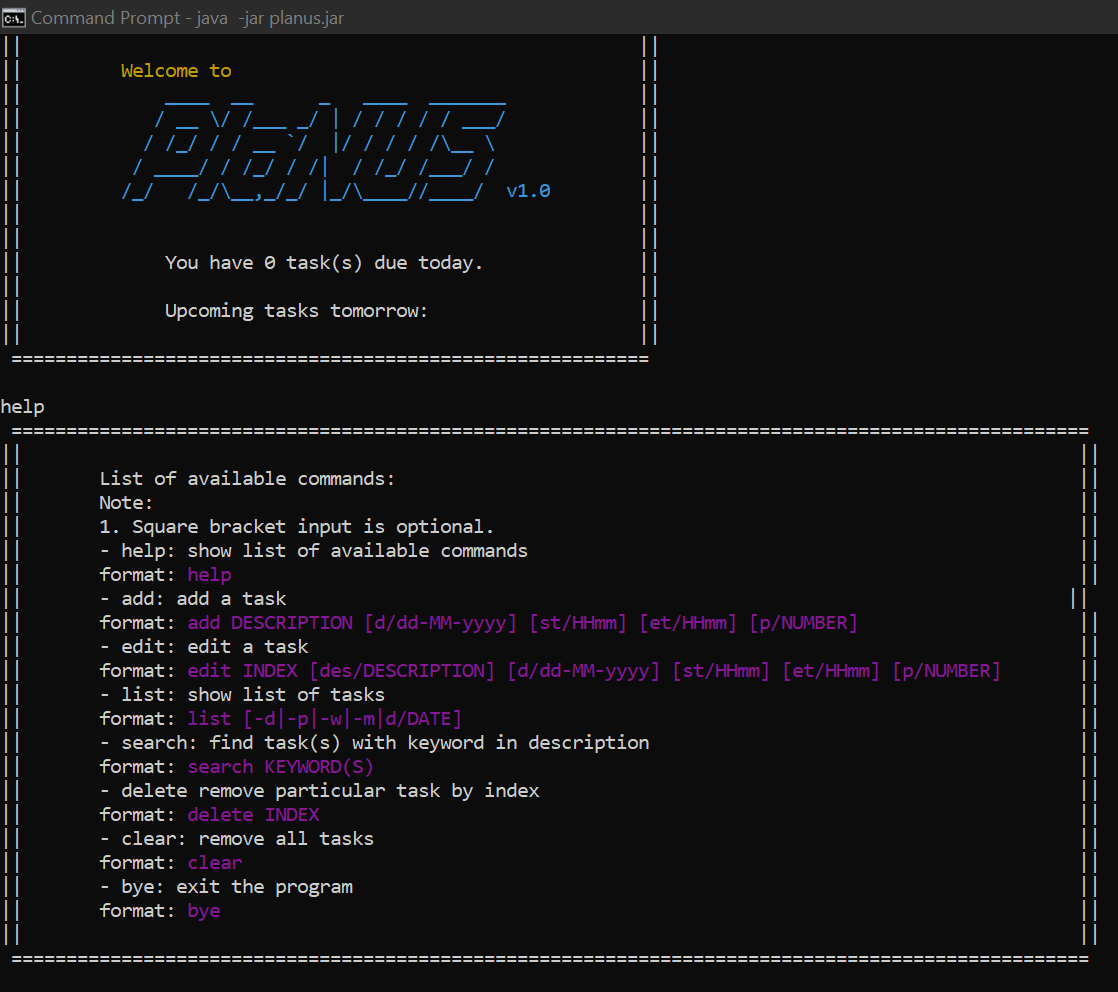 Command Prompt - java  -jar planus.jar
Welcome to
PlaNUS
v1.0
You have 0 task(s) due today.
Upcoming tasks tomorrow:
help
List of available commands:
Note:
1. Square bracket input is optional.
- help: show list of available commands
format: help
- add: add a task
format: add DESCRIPTION [d/dd-MM-yyyy] [st/HHmm] [et/HHmm] [p/NUMBER]
- edit: edit a task
format: edit INDEX [des/DESCRIPTION] [d/dd-MM-yyyy] [st/HHmm] [et/HHmm] [p/NUMBER]
- list: show list of tasks
format: list [-d|-p|-w|-m|d/DATE]
- search: find task(s) with keyword in description
format: search KEYWORD(S)
- delete remove particular task by index
format: delete INDEX
- clear: remove all tasks
format: clear
- bye: exit the program
format: bye